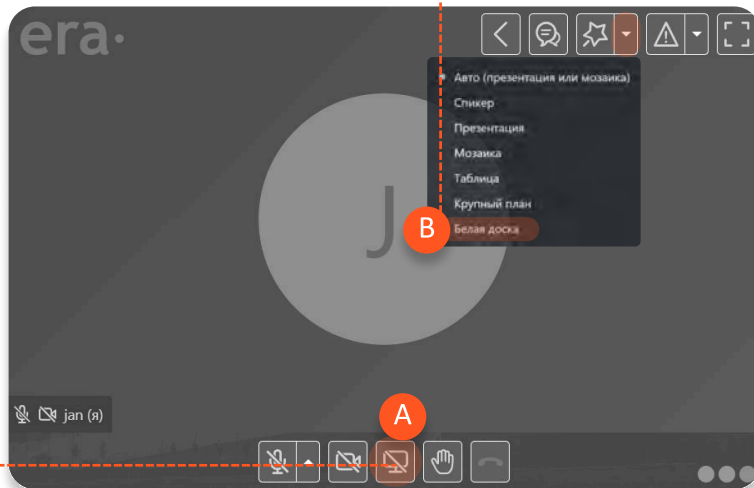 era.
Авто (презентация или мозаика)
Спикер
Презентация
Мозаика
Таблица
Крупный план
Белая доска
B
J
jan (я)
A